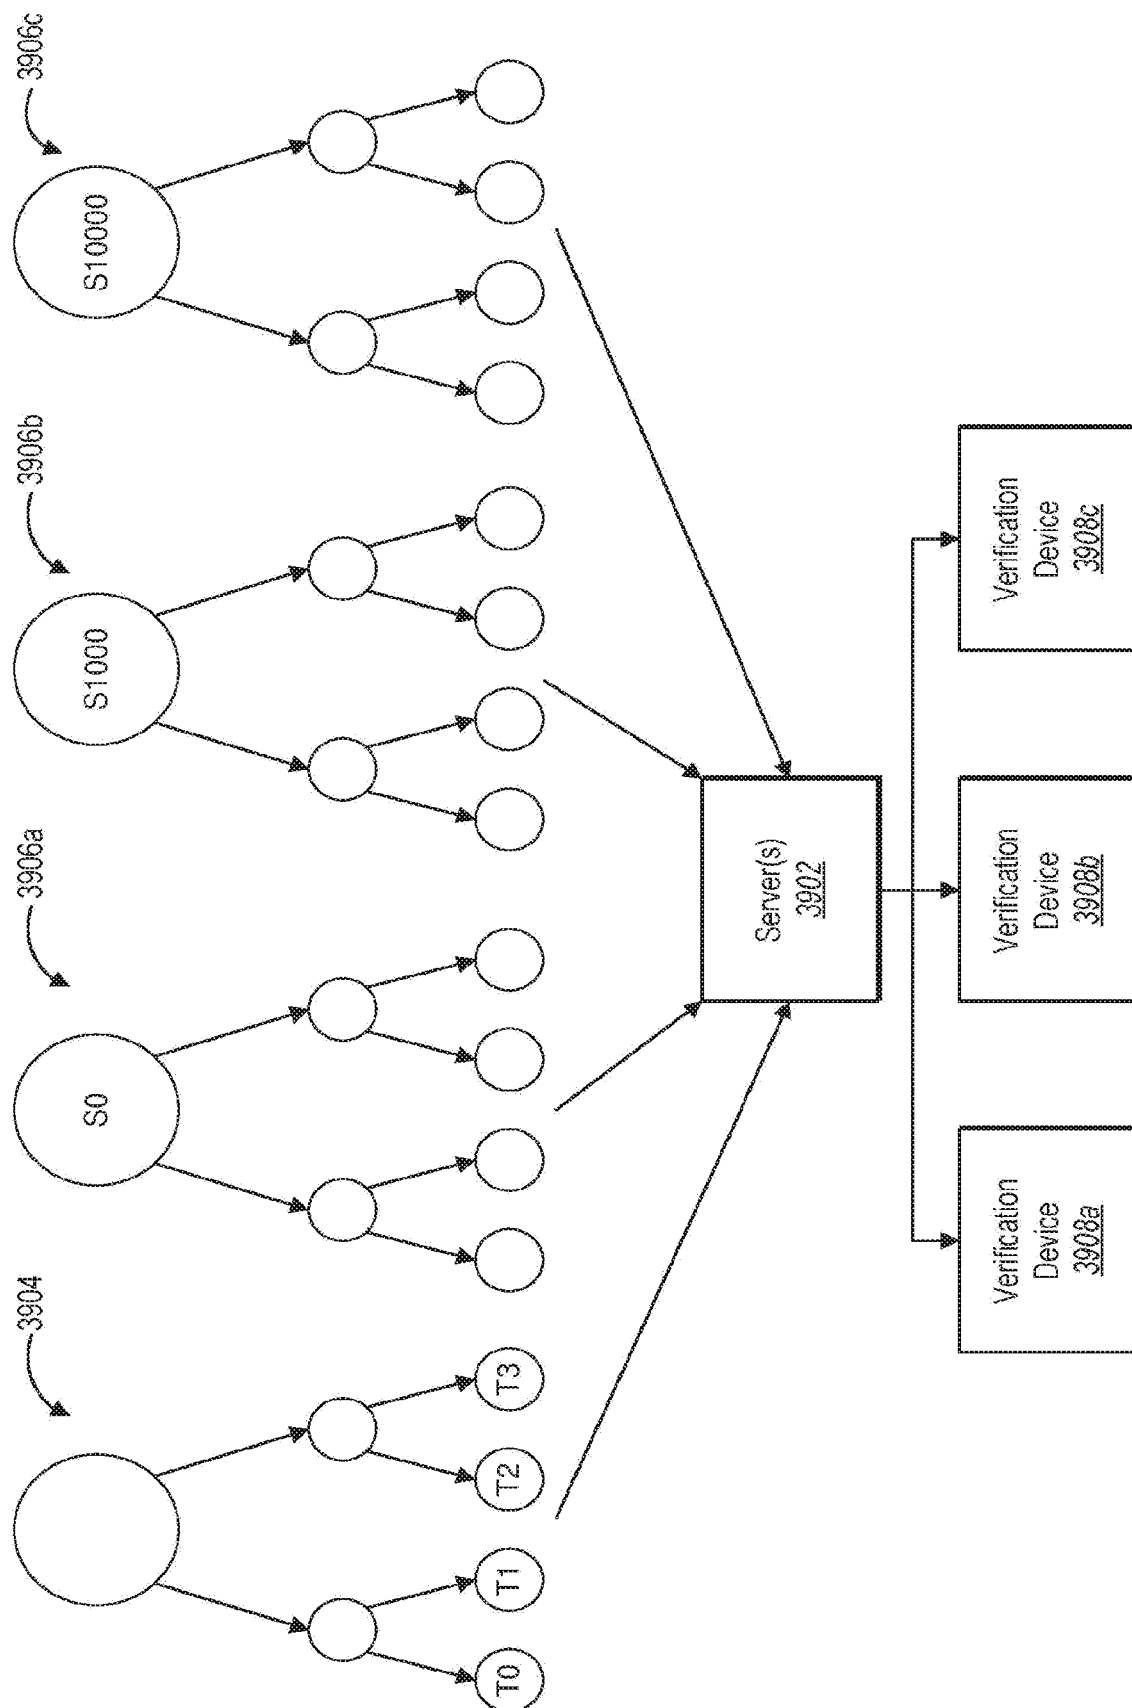 3904
3906a
3906b
3906c
S0
S1000
S10000
T0
T1
T2
T3
Server(s)
3902
Verification
Device
3908a
Verification
Device
3908b
Verification
Device
3908c